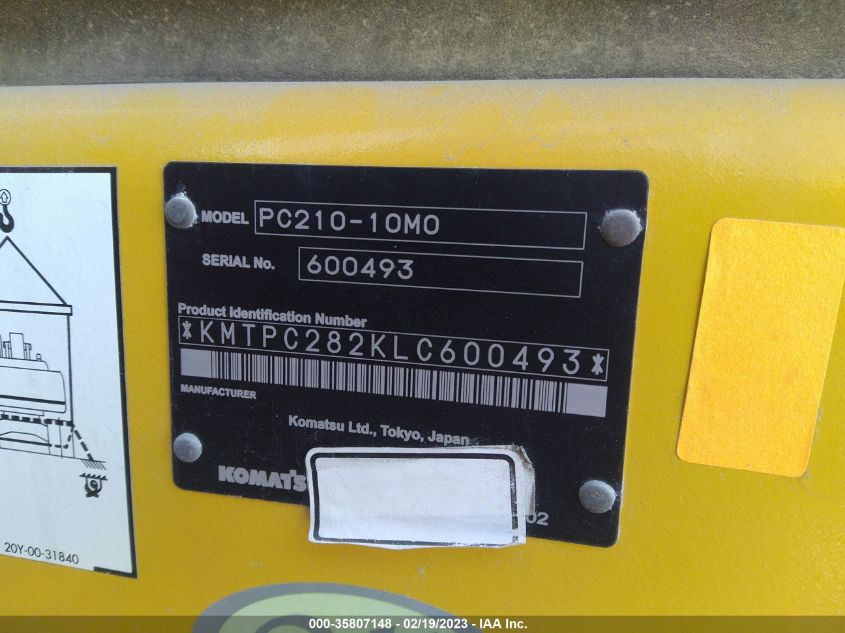 MODEL PC210-10M0
SERIAL No. 600493
Product Identification Number
*KMTPC282KLC600493*
MANUFACTURER
Komatsu Ltd., Tokyo, Japan
02
20Y-00-31840
000-35807148 - 02/19/2023 - IAA Inc.